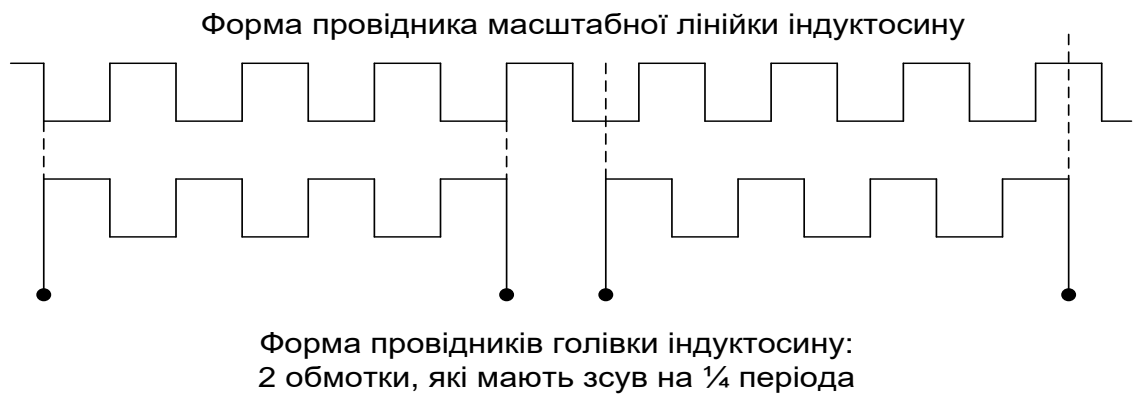 Форма провідника масштабної лінійки індуктосину
Форма провідників голівки індуктосину:
2 обмотки, які мають зсув на ¼ періода